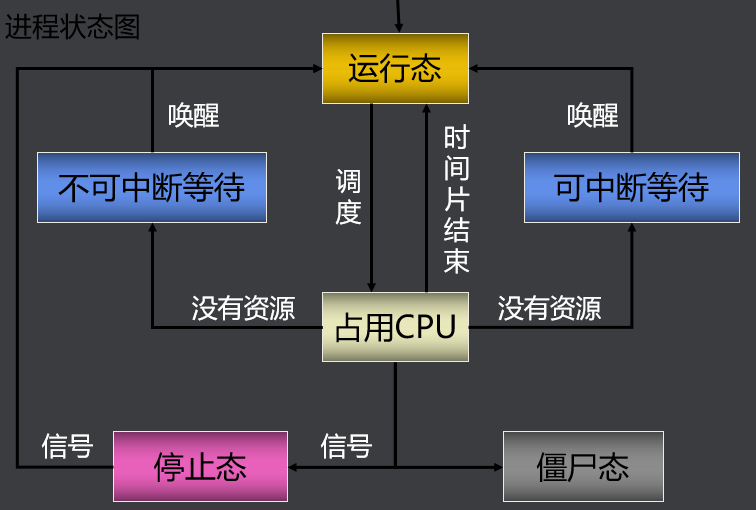 进程状态图
运行态
唤醒
唤醒
不可中断等待
调度
时间片结束
可中断等待
没有资源
占用CPU
没有资源
信号
停止态
信号
僵尸态